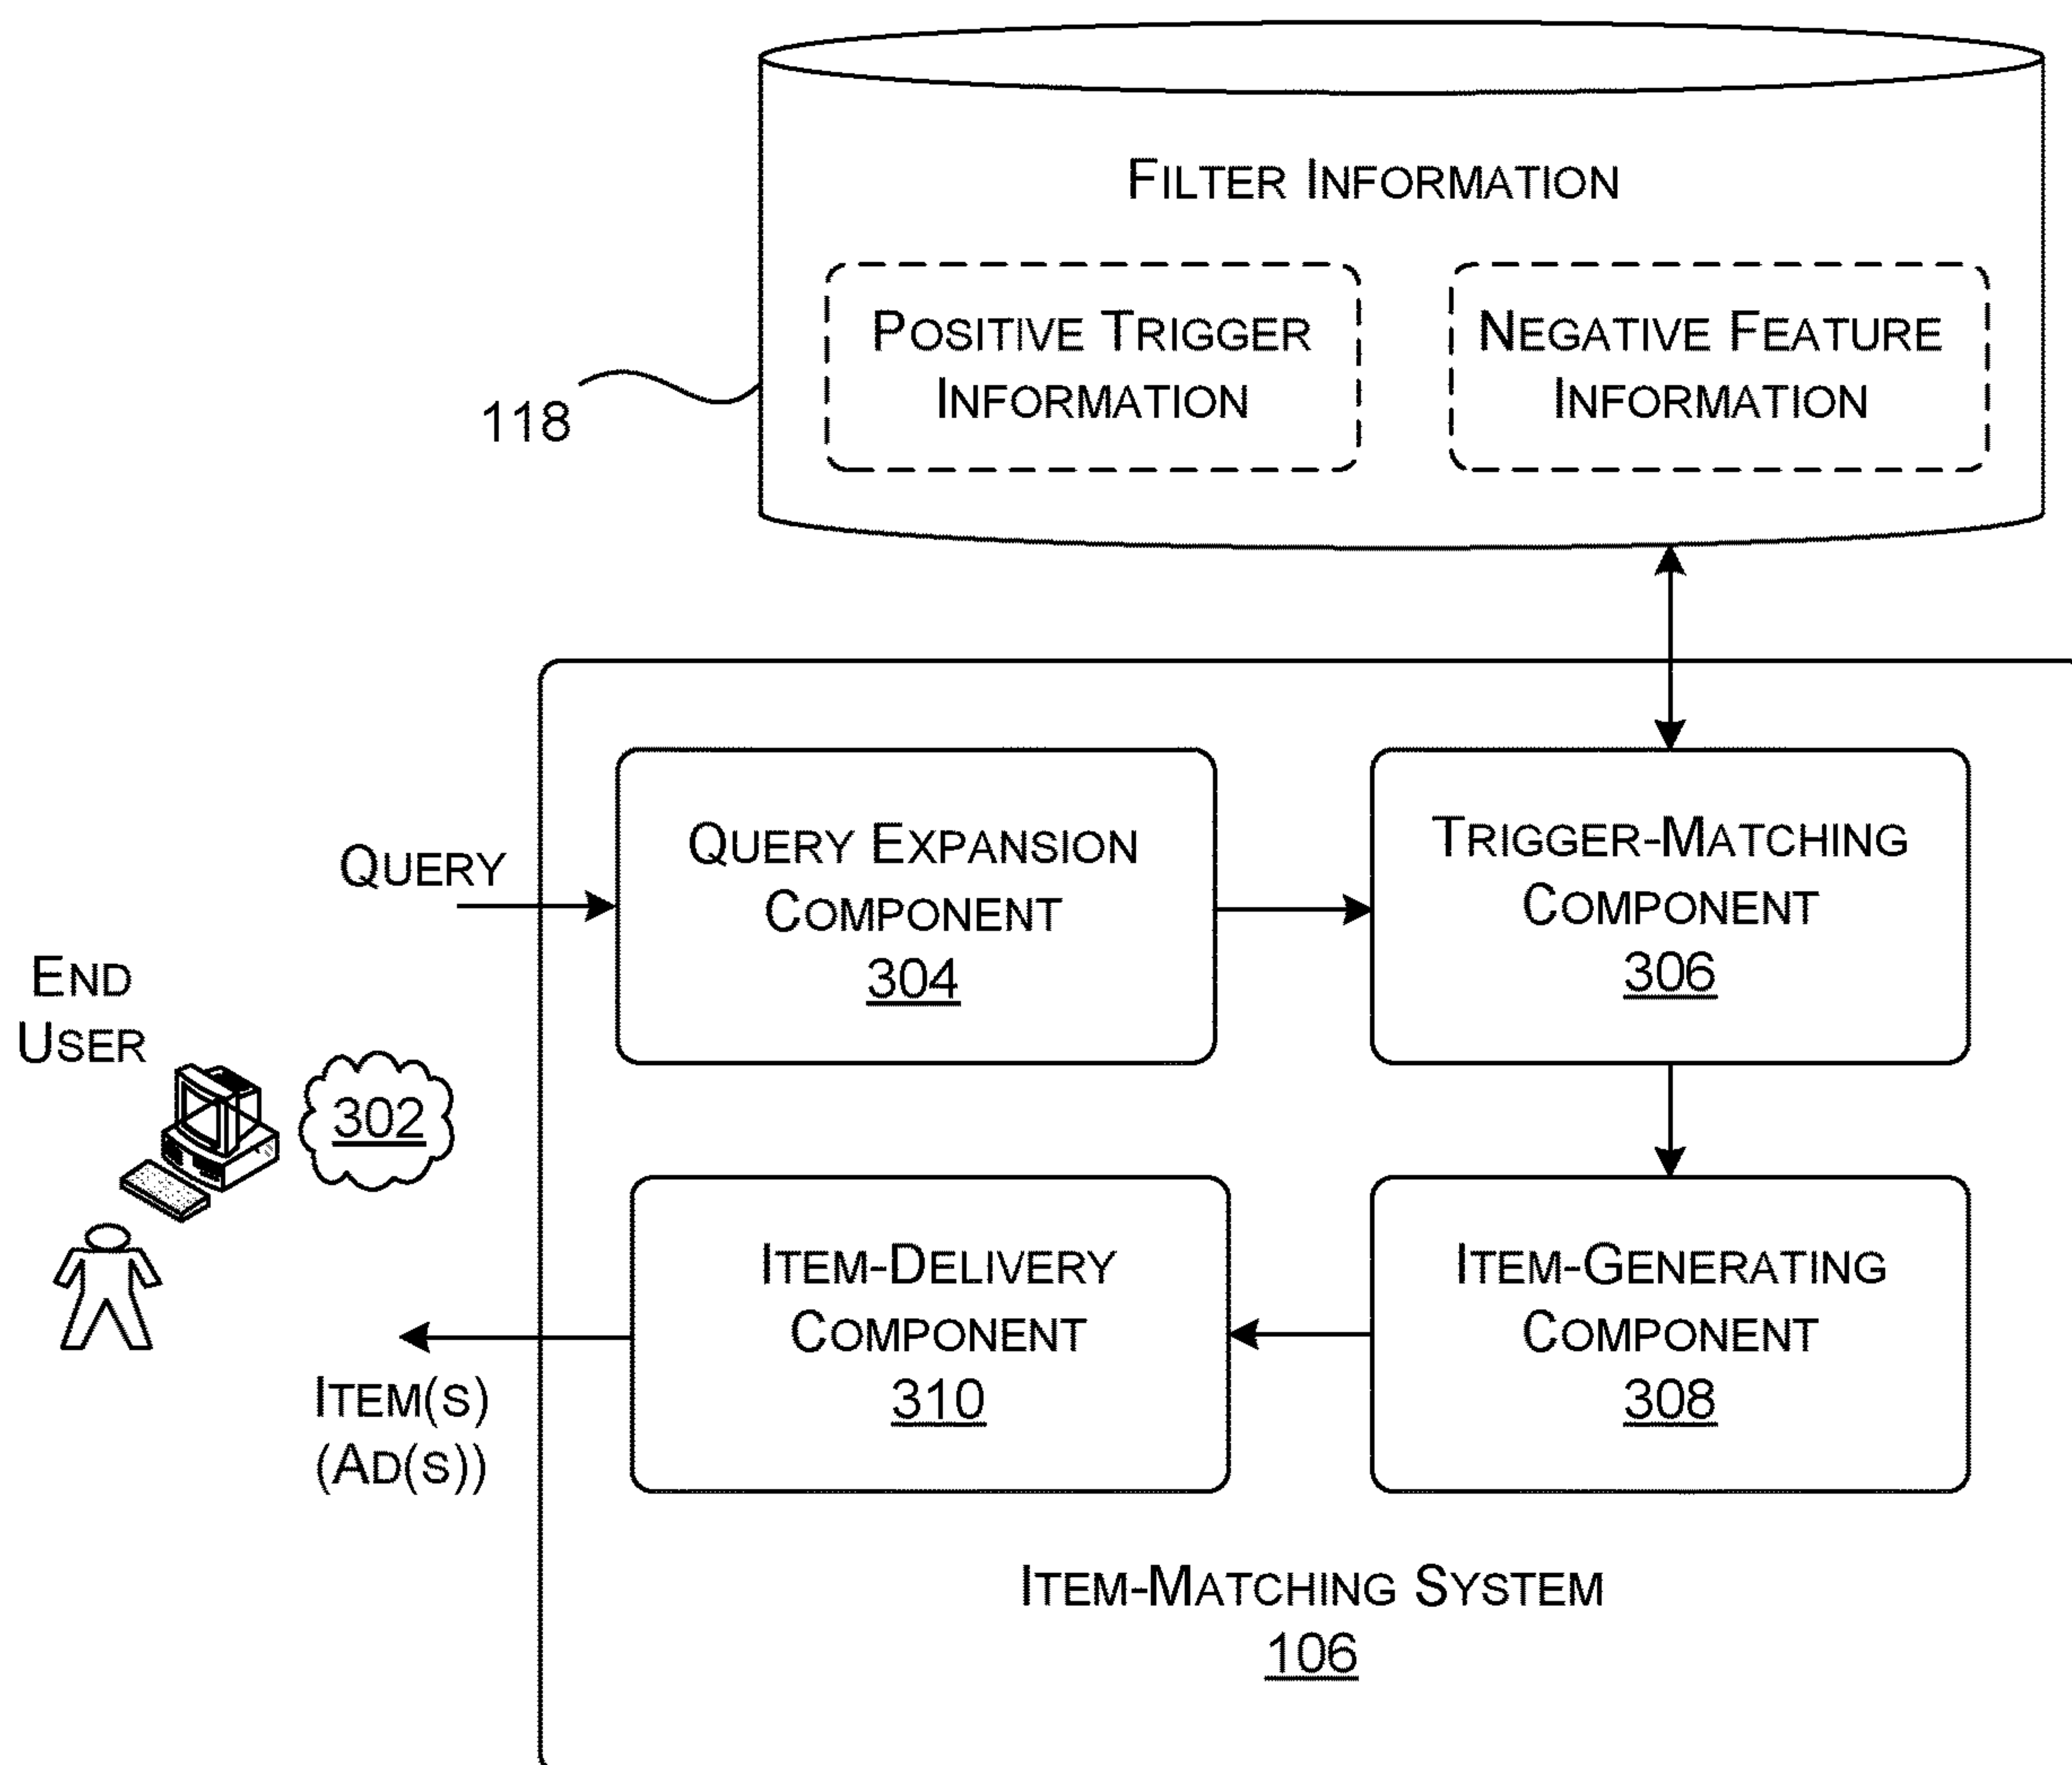 FILTER INFORMATION
POSITIVE TRIGGER
INFORMATION
NEGATIVE FEATURE
INFORMATION
118
QUERY
QUERY EXPANSION
COMPONENT
304
TRIGGER-MATCHING
COMPONENT
306
END
USER
302
ITEM-DELIVERY
COMPONENT
310
ITEM-GENERATING
COMPONENT
308
ITEM(S)
(AD(S))
ITEM-MATCHING SYSTEM
106